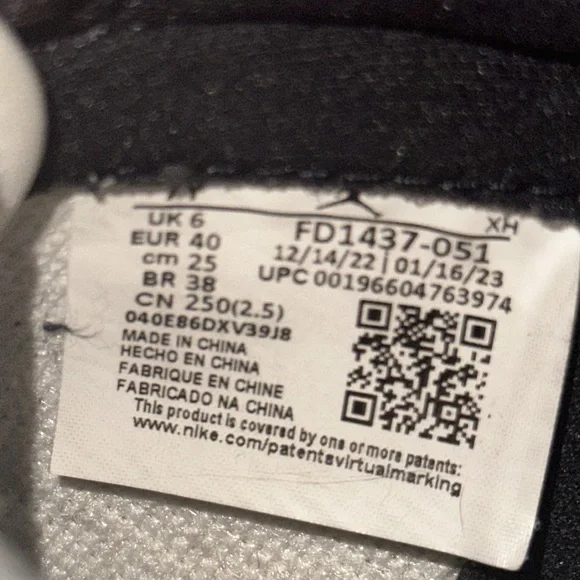 XH
UK 6
FD1437-051
EUR 40
12/14/22 | 01/16/23
cm 25
UPC 00196604763974
BR 38
CN 250(2.5)
040E86DXV39J8
MADE IN CHINA
HECHO EN CHINA
FABRIQUE EN CHINE
FABRICADO NA CHINA
This product is covered by one or more patents:
www.nike.com/patentsvirtualmarking